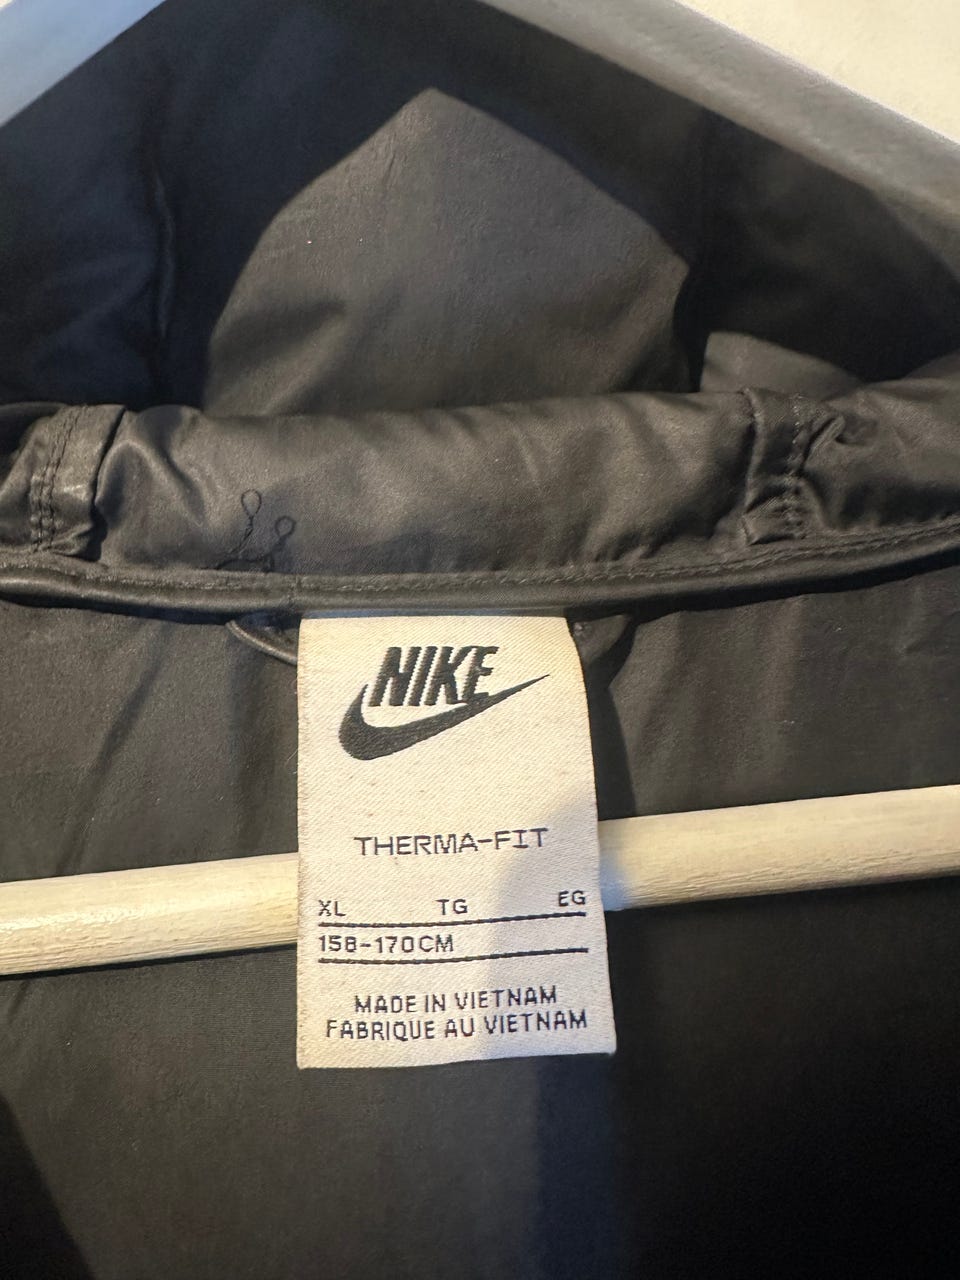 NIKE
THERMA-FIT
XL TG EG
158-170CM
MADE IN VIETNAM
FABRIQUE AU VIETNAM